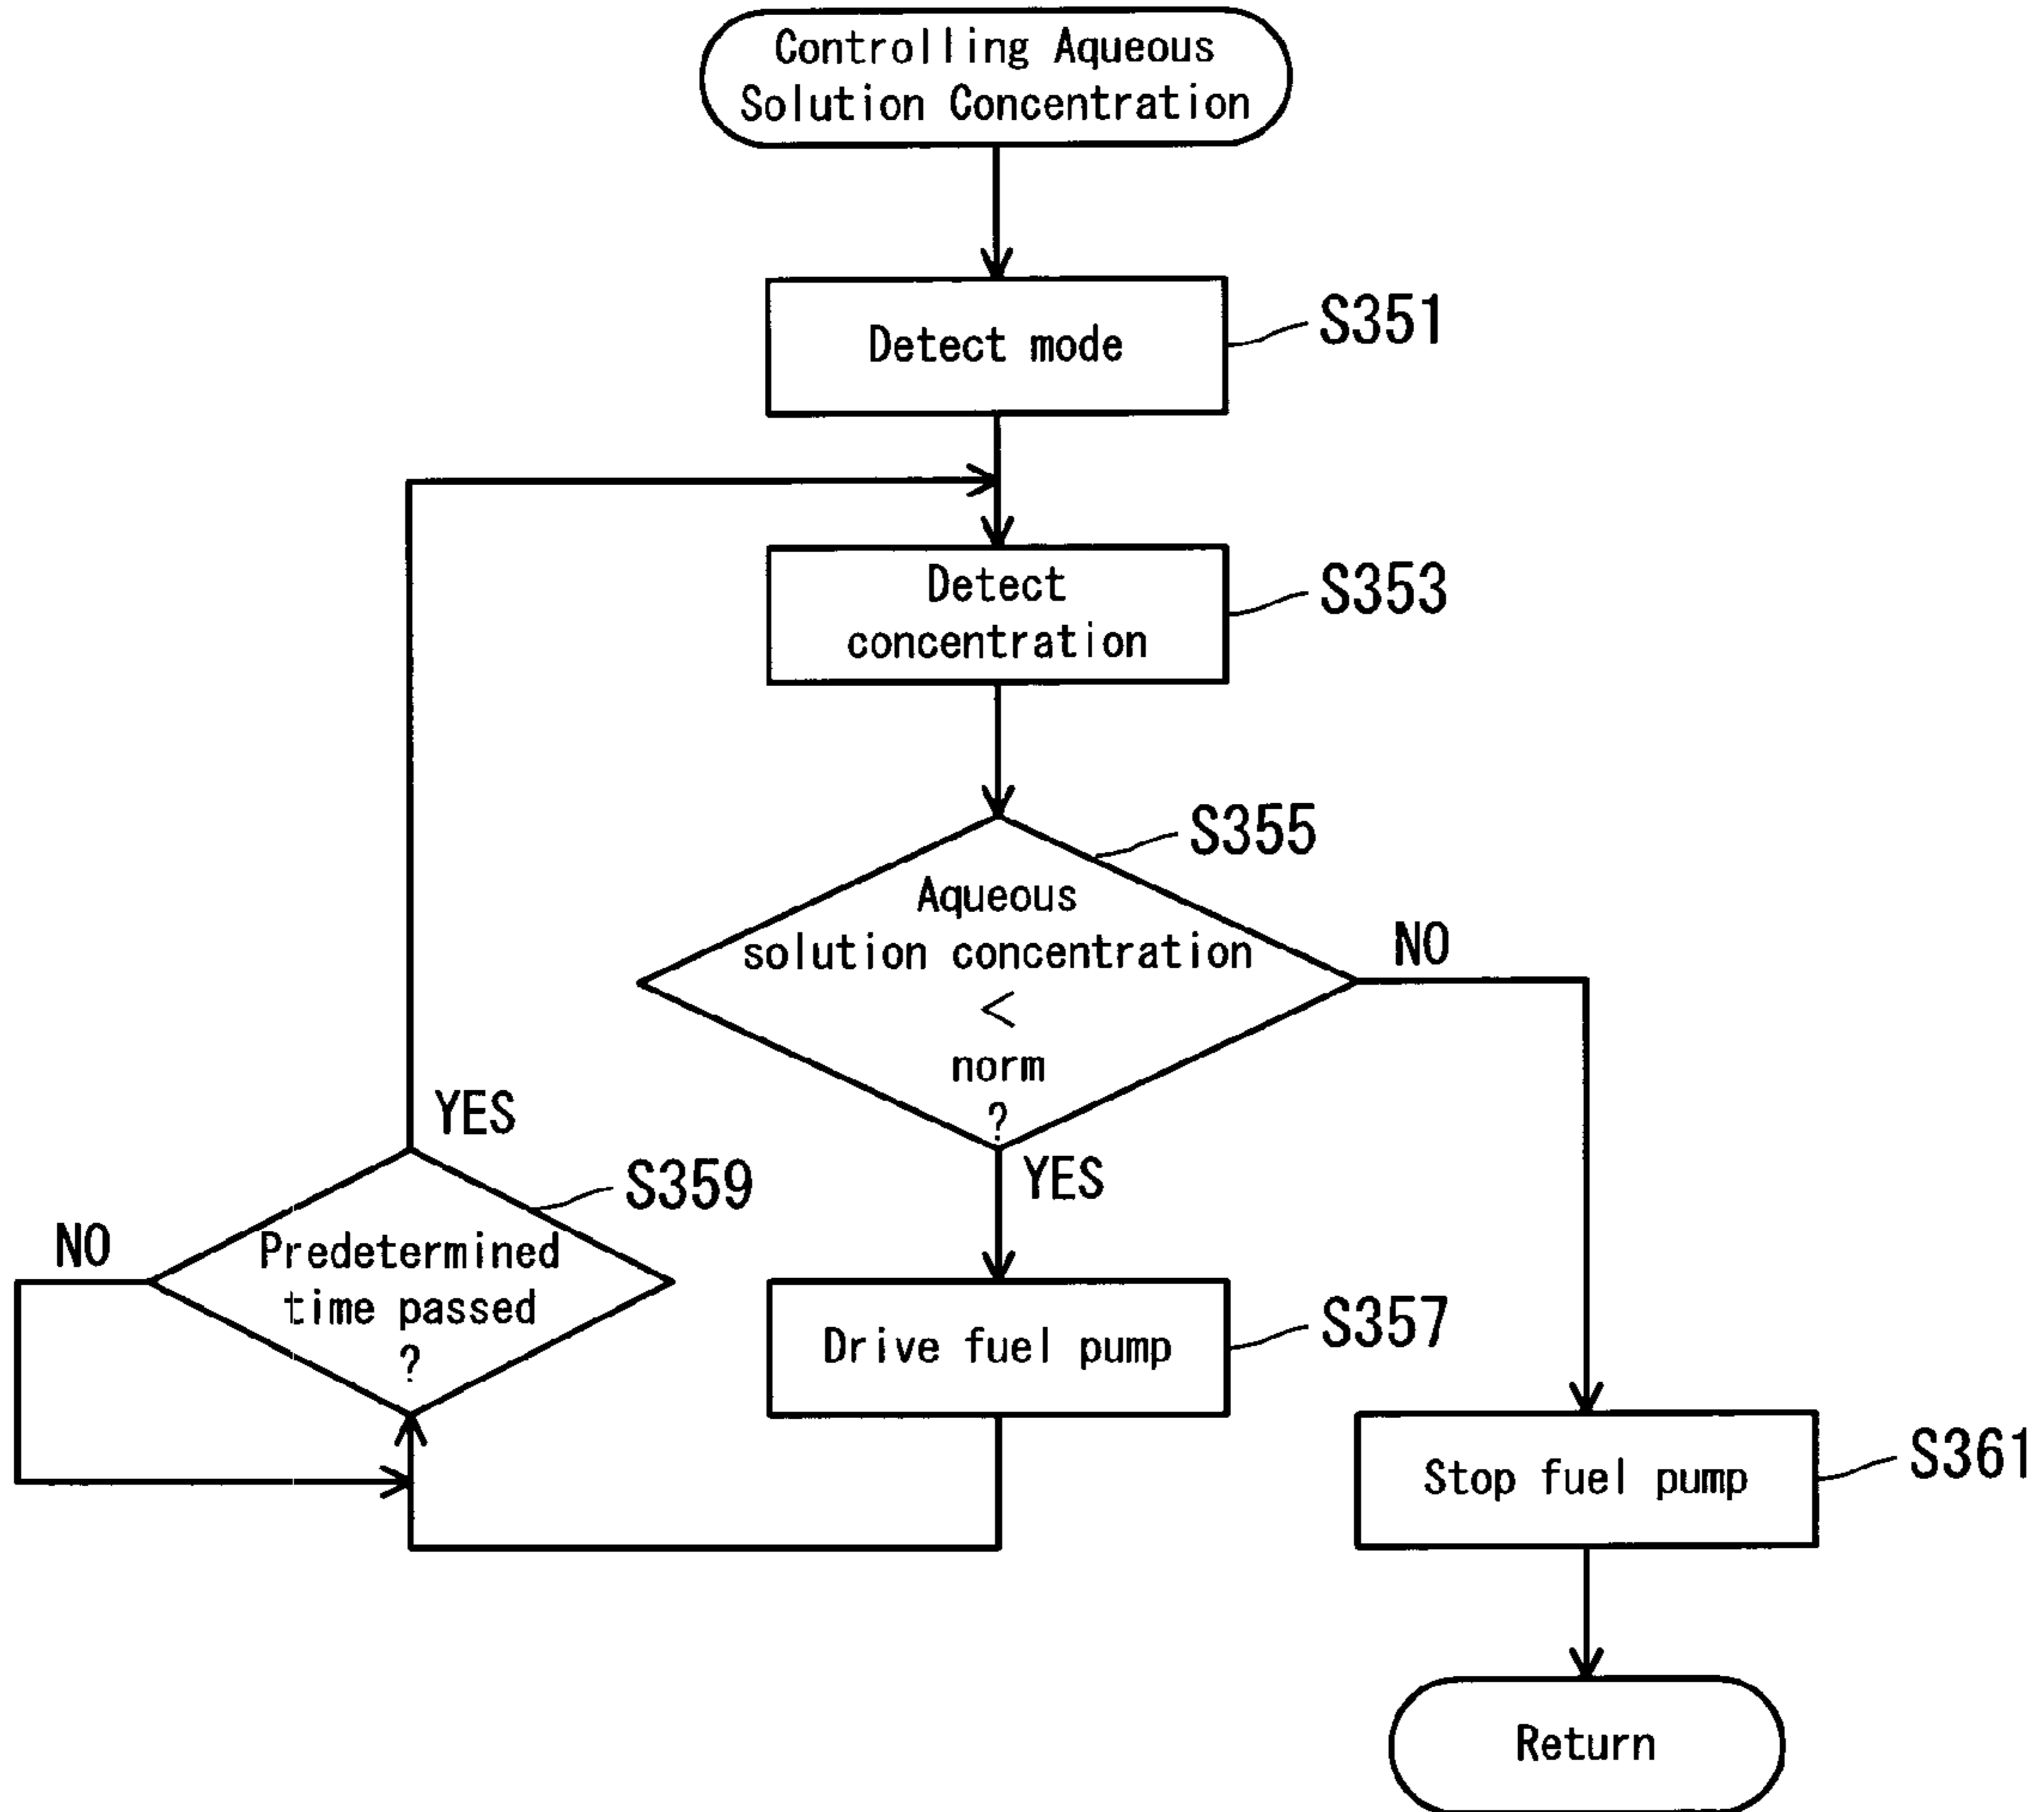 Controlling Aqueous
Solution Concentration
Detect mode
S351
Detect
concentration
S353
S355
Aqueous
solution concentration
<
norm
?
NO
YES
YES
S359
NO
Predetermined
time passed
?
Drive fuel pump
S357
Stop fuel pump
S361
Return